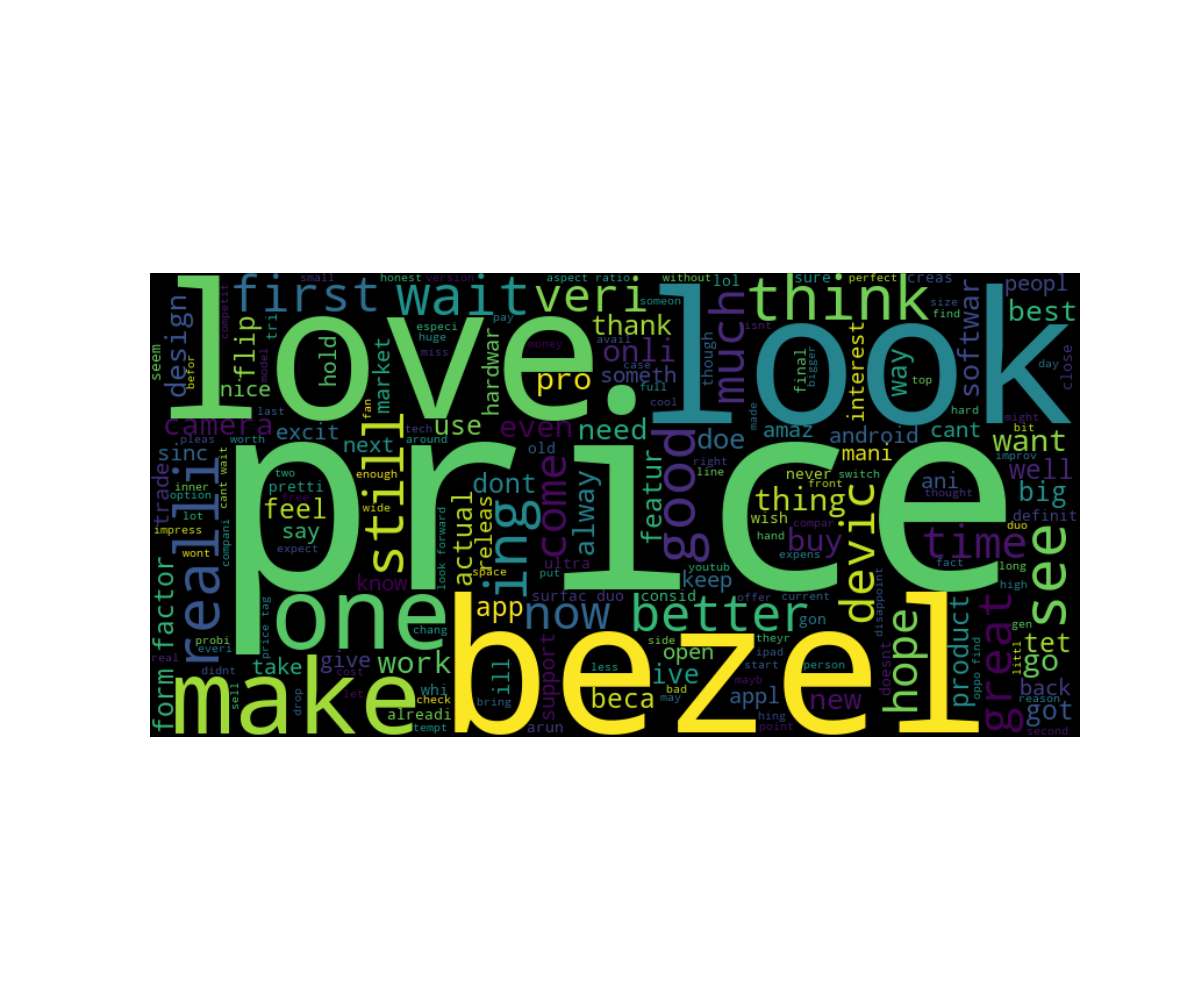 small
honest
version
aspect ratio
without
lol
sure
perfect
creas
peopl
love.
look
first
wait
veri
someon
think
size
find
best
design
competit
tri
flip
especi
huge
pay
thank
much
softwar
day
close
seem
befor
model
nice
hold
market
miss
hardwar
money
avail
onli
case
someth
full
cool
though
final
bigger
interest
way
top
pro
camera
last
fan
use
even
need
made
hard
might
bit
amaz
android
cant
want
pleas
worth
excit
next
tech
around
old
doe
right
line
mani
improv
sinc
reallli
trade
inner
option
cant wait
two
pretti
free
still
enough
wide
dont
come
alway
featur
good
never
front
switch
ani
thought
well
big
price
lot
impress
wont
compani
feel
say
expect
actual
releas
ing
thing
wish
compar
hand
buy
expens
devic
time
definit
duo
see
know
look forward
space
put
ultra
youtub
keep
fact
long
high
form factor
real
probi
everi
didnt
price tag
one
chang
app
now
surfac duo
consid
better
offer
current
gon
disappoint
hope
product
great
gen
littl
tet
go
take
give
work
whi
ill
support
side
open
theyr
ipad
start
person
less
ive
doesnt
oppo find
back
reason
make
sell
drop
let
cost
check
alreadi
tempt
bring
bezel
beca
arun
may
bad
mayb
appl
hing
point
new
got
second
isnt